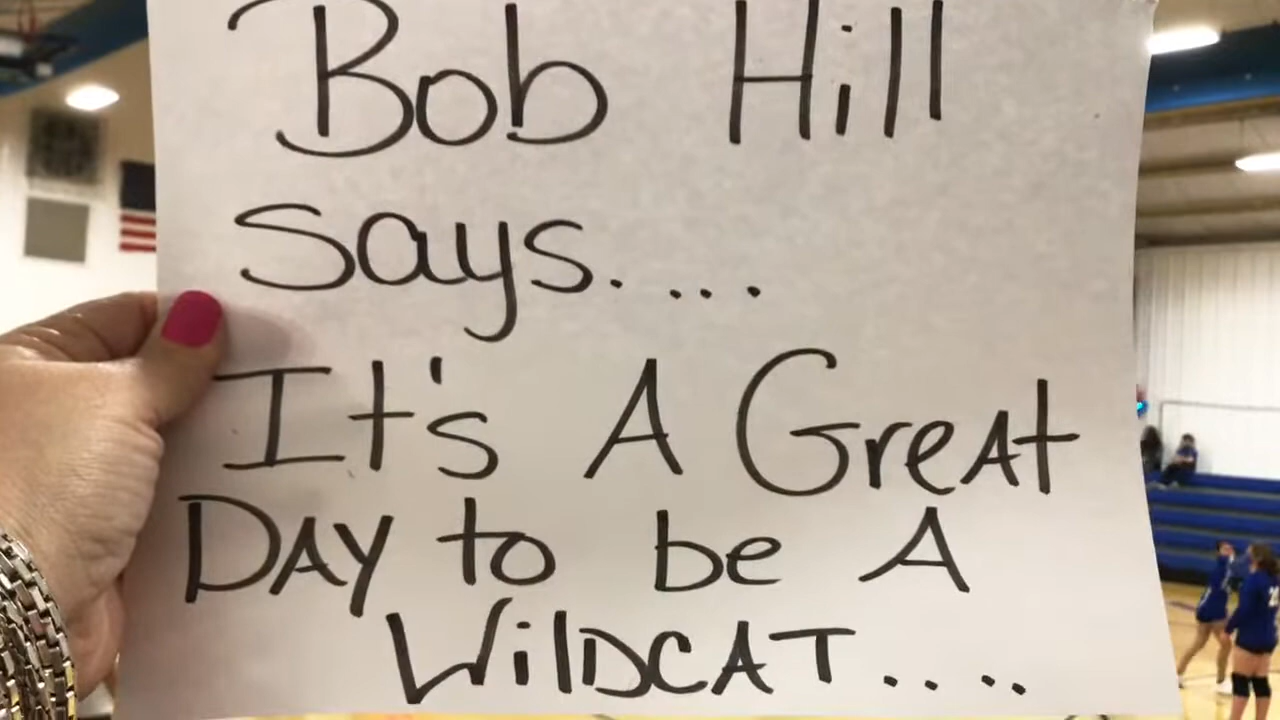 Bob Hill
says....
It's A Great
DAY to be A
WilDCAT....